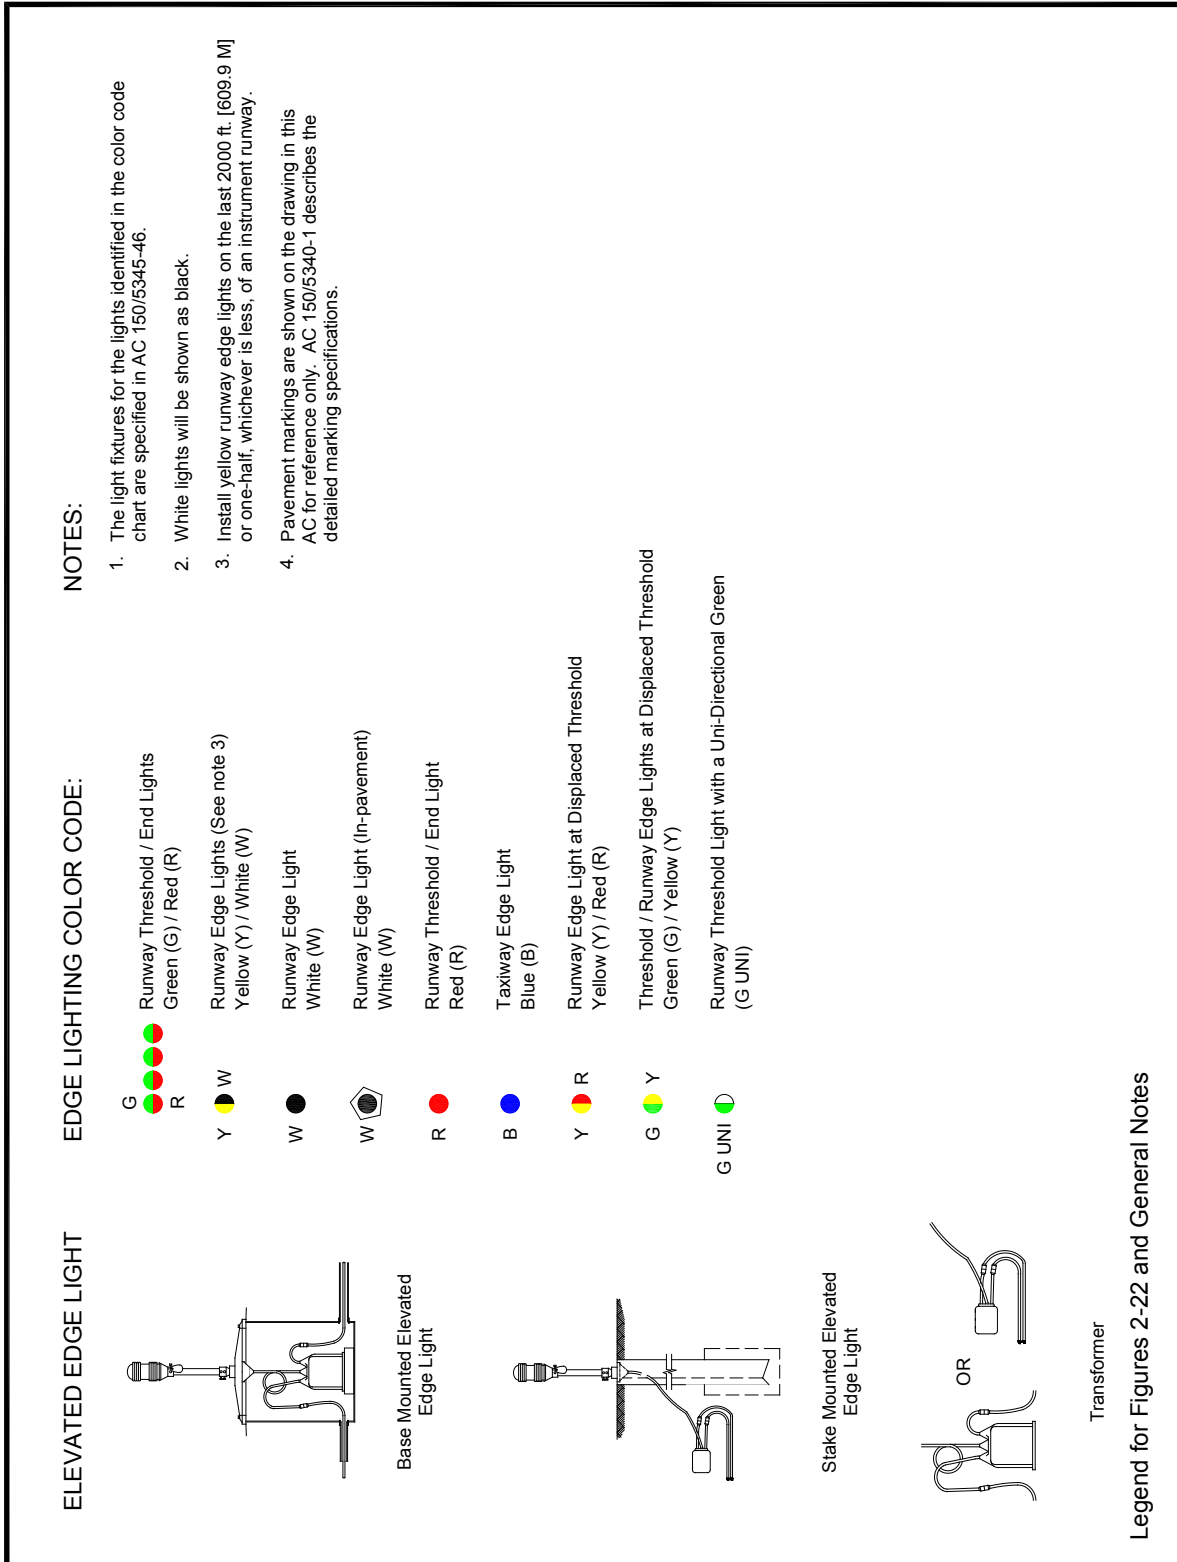 ELEVATED EDGE LIGHT
Base Mounted Elevated
Edge Light
Stake Mounted Elevated
Edge Light
OR
Transformer
EDGE LIGHTING COLOR CODE:
G
R
Runway Threshold / End Lights
Green (G) / Red (R)
Y
W
Runway Edge Lights (See note 3)
Yellow (Y) / White (W)
W
Runway Edge Light
White (W)
W
Runway Edge Light (In-pavement)
White (W)
R
Runway Threshold / End Light
Red (R)
B
Taxiway Edge Light
Blue (B)
Y
R
Runway Edge Light at Displaced Threshold
Yellow (Y) / Red (R)
G
Y
Threshold / Runway Edge Lights at Displaced Threshold
Green (G) / Yellow (Y)
G UNI
Runway Threshold Light with a Uni-Directional Green
(G UNI)
NOTES:
1. The light fixtures for the lights identified in the color code
chart are specified in AC 150/5345-46.
2. White lights will be shown as black.
3. Install yellow runway edge lights on the last 2000 ft. [609.9 M]
or one-half, whichever is less, of an instrument runway.
4. Pavement markings are shown on the drawing in this
AC for reference only. AC 150/5340-1 describes the
detailed marking specifications.
Legend for Figures 2-22 and General Notes